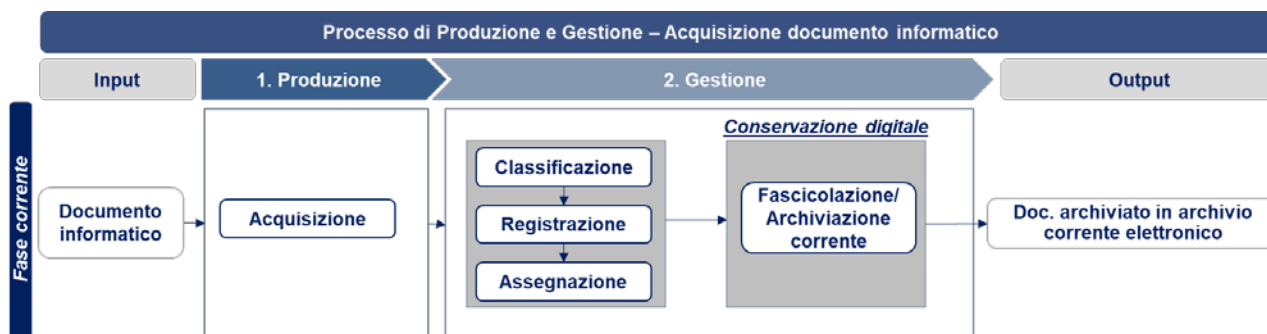 Processo di Produzione e Gestione – Acquisizione documento informatico
Input
1. Produzione
2. Gestione
Output
Fase corrente
Documento
informatico
Acquisizione
Classificazione
Registrazione
Assegnazione
Conservazione digitale
Fascicolazione/
Archiviazione
corrente
Doc. archiviato in archivio
corrente elettronico